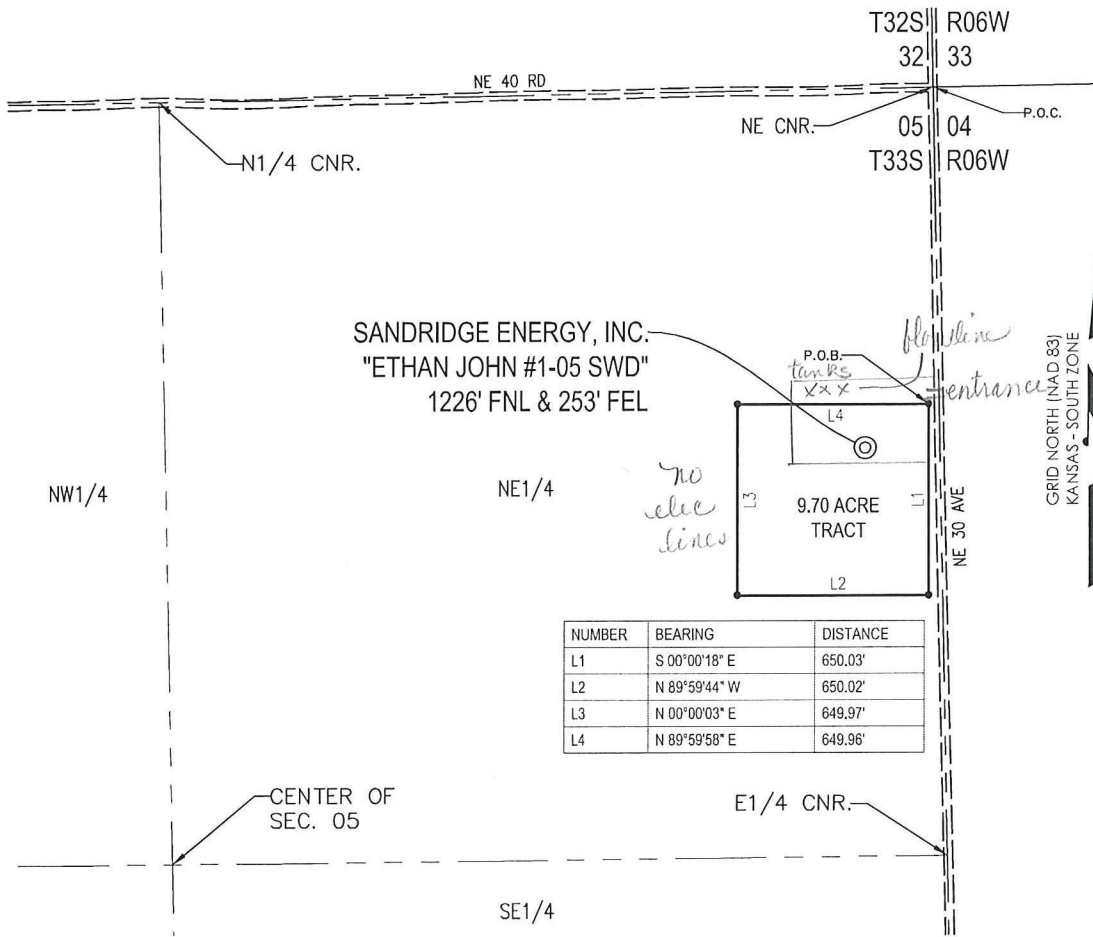 T32S R06W
32 33
NE 40 RD
NE CNR.
P.O.C.
05 04
T33S R06W
N1/4 CNR.
SANDRIDGE ENERGY, INC.
"ETHAN JOHN #1-05 SWD"
1226' FNL & 253' FEL
flowline
P.O.B.
tanks
xxx
entrance
L4
GRID NORTH (NAD 83)
KANSAS - SOUTH ZONE
NW1/4
NE1/4
no
elec
lines
L3
9.70 ACRE
TRACT
L1
NE 30 AVE
L2
NUMBER BEARING DISTANCE
L1 S 00°00'18" E 650.03'
L2 N 89°59'44" W 650.02'
L3 N 00°00'03" E 649.97'
L4 N 89°59'58" E 649.96'
CENTER OF
SEC. 05
E1/4 CNR.
SE1/4